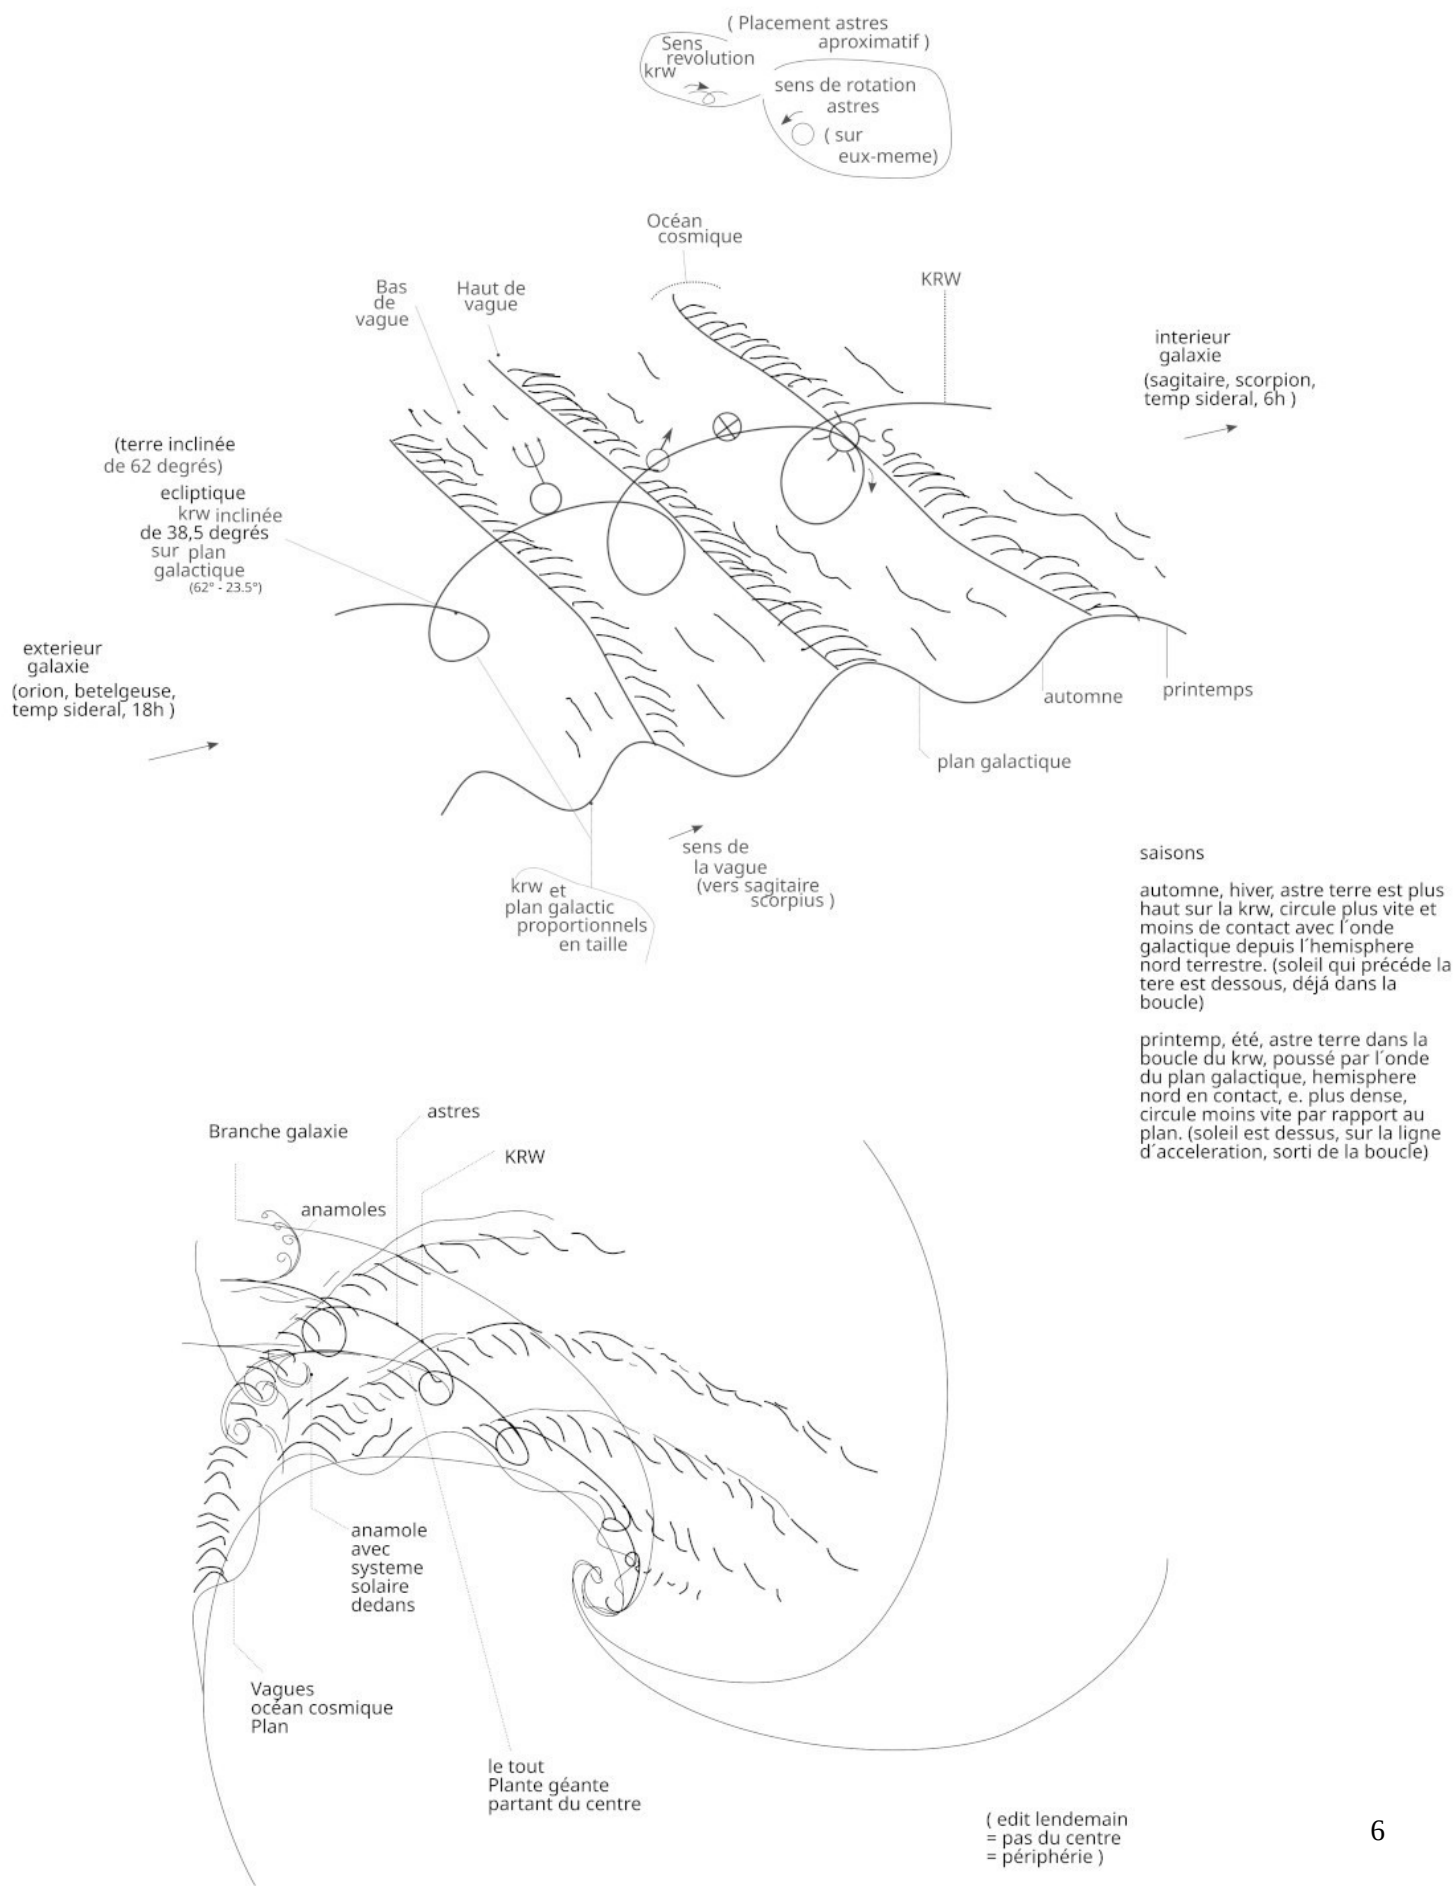 ( Placement astres
aproximatif )
Sens
revolution
krw
sens de rotation
astres
( sur
eux-meme)
Océan
cosmique
Bas
de
vague
Haut de
vague
KRW
interieur
galaxie
(sagitaire, scorpion,
temp sideral, 6h )
(terre inclinée
de 62 degrés)
ecliptique
krw inclinée
de 38,5 degrés
sur plan
galactique
(62° - 23.5°)
exterieur
galaxie
(orion, betelgeuse,
temp sideral, 18h )
automne
printemps
plan galactique
sens de
la vague
(vers sagitaire
scorpius )
krw et
plan galactic
proportionnels
en taille
saisons
automne, hiver, astre terre est plus
haut sur la krw, circule plus vite et
moins de contact avec l´onde
galactique depuis l´hemisphere
nord terrestre. (soleil qui précéde la
tere est dessous, déjá dans la
boucle)
printemp, été, astre terre dans la
boucle du krw, poussé par l´onde
du plan galactique, hemisphere
nord en contact, e. plus dense,
circule moins vite par rapport au
plan. (soleil est dessus, sur la ligne
d´acceleration, sorti de la boucle)
astres
Branche galaxie
KRW
anamoles
anamole
avec
systeme
solaire
dedans
Vagues
océan cosmique
Plan
le tout
Plante géante
partant du centre
( edit lendemain
= pas du centre
= périphérie )
6